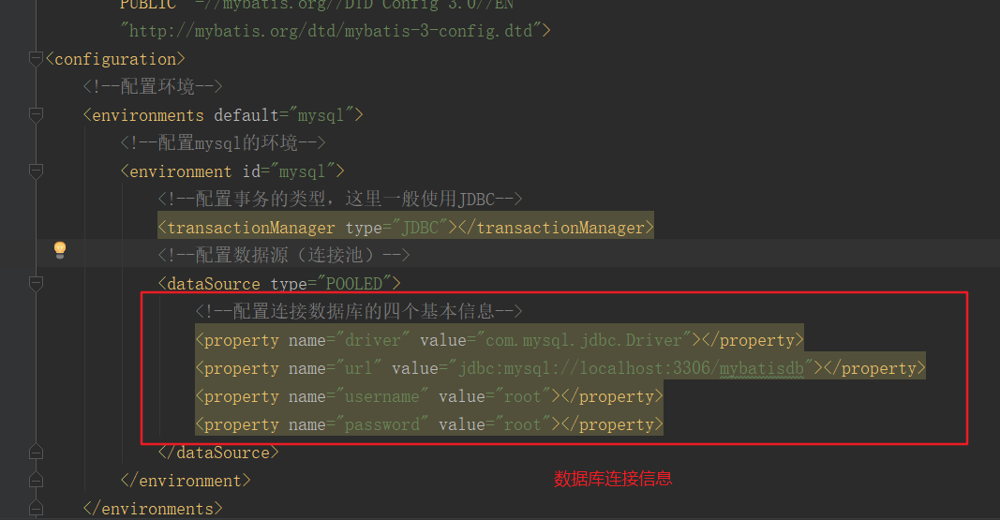 PUBLIC "-//mybatis.org//DTD Config 3.0//EN"
"http://mybatis.org/dtd/mybatis-3-config.dtd">
<configuration>
<!--配置环境-->
<environments default="mysql">
<!--配置mysql的环境-->
<environment id="mysql">
<!--配置事务的类型，这里一般使用JDBC-->
<transactionManager type="JDBC"></transactionManager>
<!--配置数据源（连接池）-->
<dataSource type="POOLED">
<!--配置连接数据库的四个基本信息-->
<property name="driver" value="com.mysql.jdbc.Driver"></property>
<property name="url" value="jdbc:mysql://localhost:3306/mybatisdb"></property>
<property name="username" value="root"></property>
<property name="password" value="root"></property>
</dataSource>
</environment>
数据库连接信息
</environments>